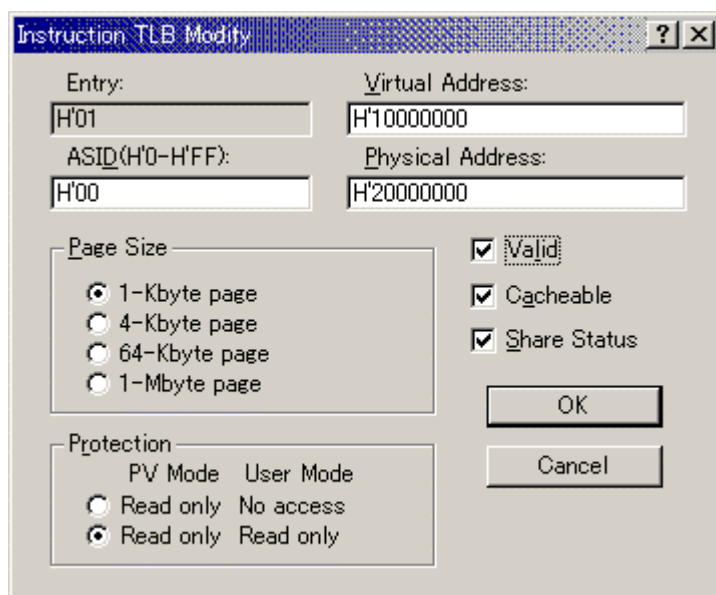 Instruction TLB Modify
Entry:
H'01
Virtual Address:
H'10000000
ASID(H'0-H'FF):
H'00
Physical Address:
H'20000000
Page Size
1-Kbyte page
4-Kbyte page
64-Kbyte page
1-Mbyte page
Valid
Cacheable
Share Status
OK
Cancel
Protection
PV Mode User Mode
Read only No access
Read only Read only